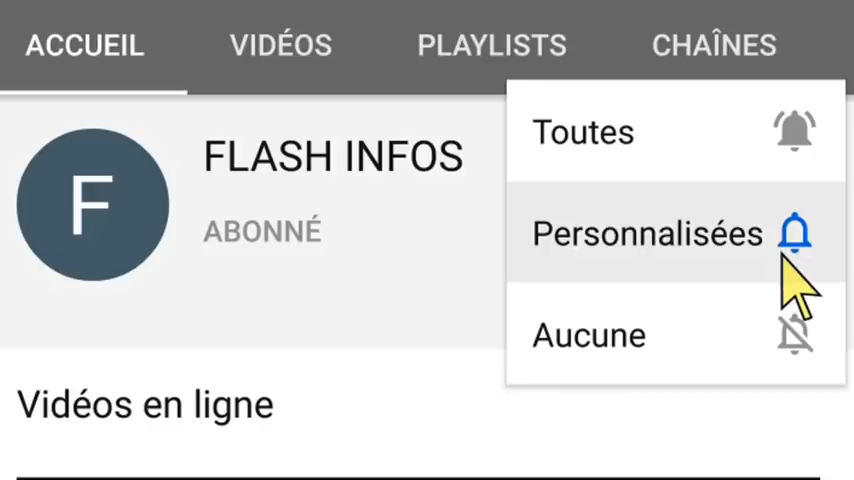 ACCUEIL VIDÉOS PLAYLISTS CHAÎNES
F
FLASH INFOS
ABONNÉ
Toutes
Personnalisées
Aucune
Vidéos en ligne